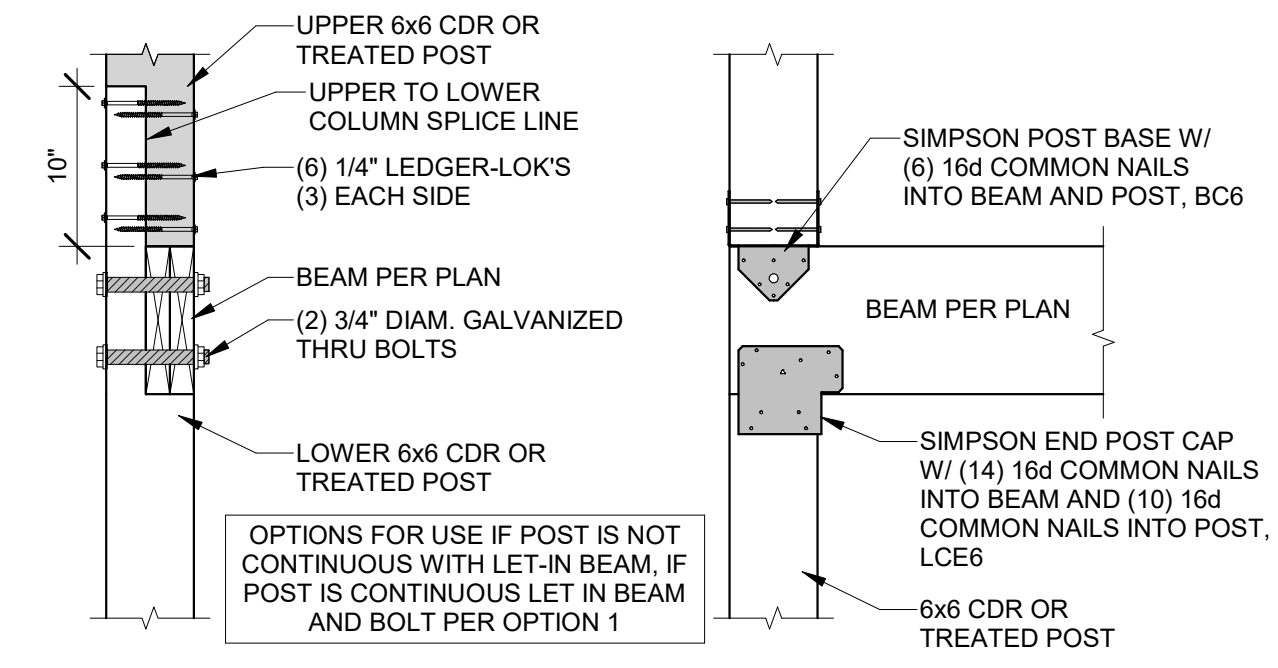 UPPER 6x6 CDR OR
TREATED POST
UPPER TO LOWER
COLUMN SPLICE LINE
10"
(6) 1/4" LEDGER-LOK'S
(3) EACH SIDE
BEAM PER PLAN
(2) 3/4" DIAM. GALVANIZED
THRU BOLTS
LOWER 6x6 CDR OR
TREATED POST
OPTIONS FOR USE IF POST IS NOT
CONTINUOUS WITH LET-IN BEAM, IF
POST IS CONTINUOUS LET IN BEAM
AND BOLT PER OPTION 1
SIMPSON POST BASE W/
(6) 16d COMMON NAILS
INTO BEAM AND POST, BC6
BEAM PER PLAN
SIMPSON END POST CAP
W/ (14) 16d COMMON NAILS
INTO BEAM AND (10) 16d
COMMON NAILS INTO POST,
LCE6
6x6 CDR OR
TREATED POST